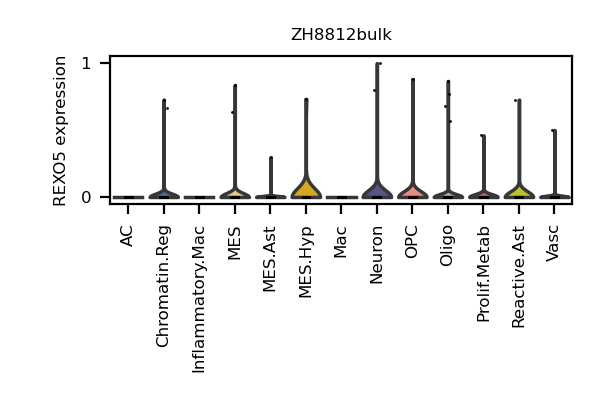 ZH8812bulk
REXO5 expression
1
0
AC
Chromatin.Reg
Inflammatory.Mac
MES
MES.Ast
MES.Hyp
Mac
Neuron
OPC
Oligo
Prolif.Metab
Reactive.Ast
Vasc